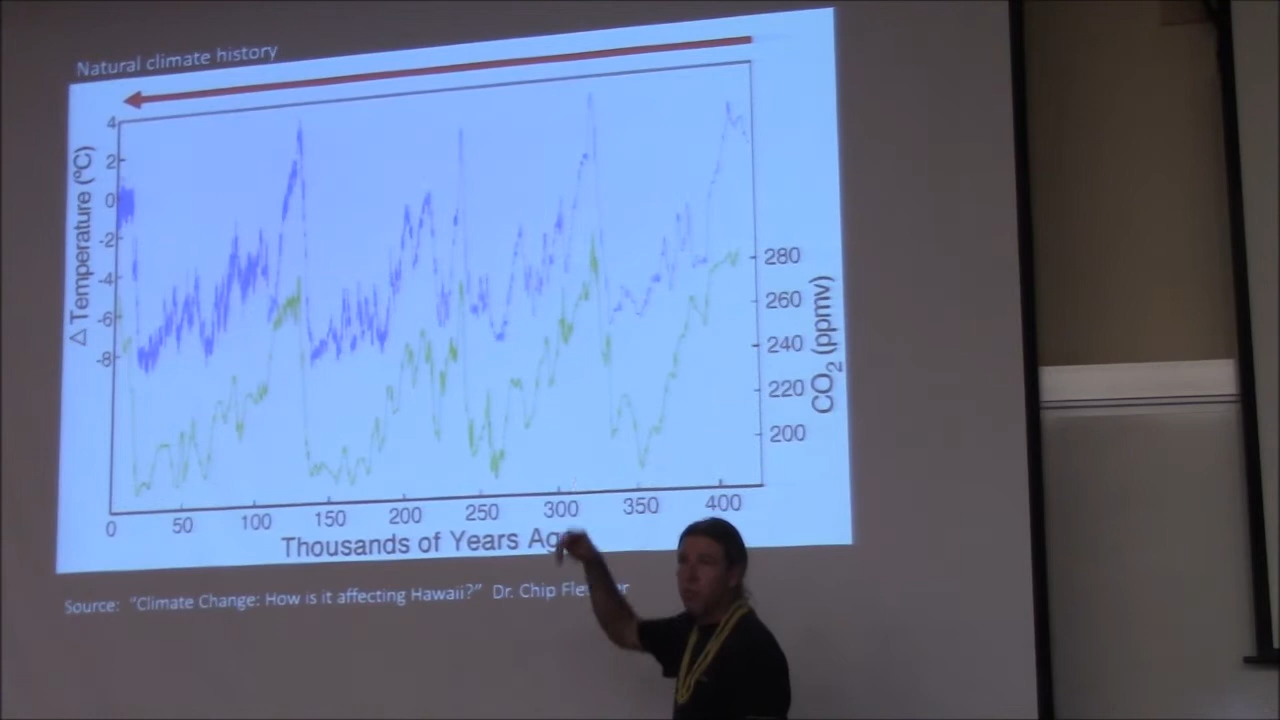 Natural climate history
4
2
0
-2
-4
-6
-8
Δ Temperature (ºC)
280
260
240
220
200
CO2 (ppmv)
0 50 100 150 200 250 300 350 400
Thousands of Years
Source: "Climate Change: How is it affecting Hawaii?" Dr. Chip